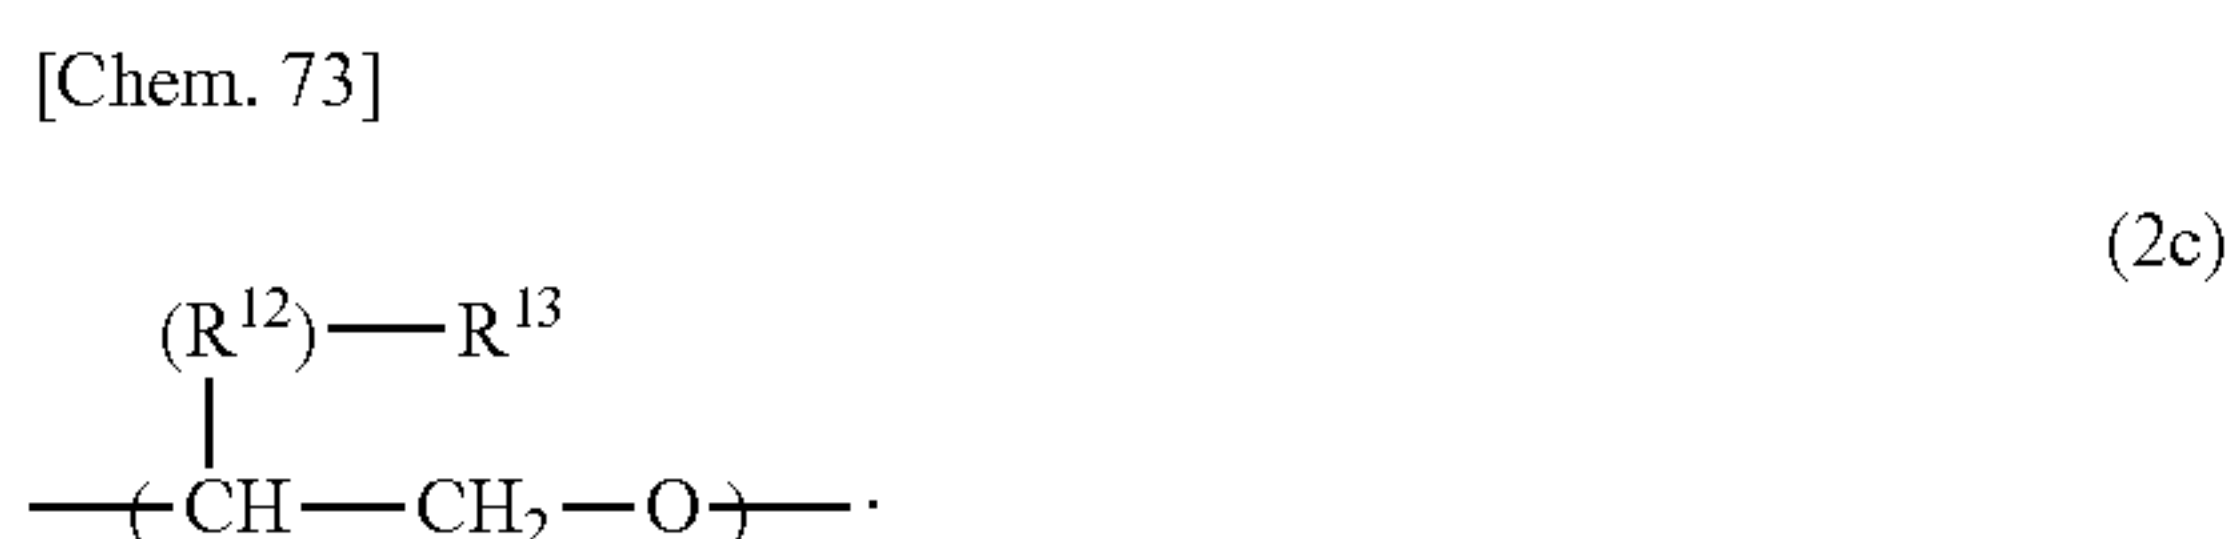 [Chem. 73]
(2c)
(R¹²)—R¹³
—(CH—CH₂—O)—.